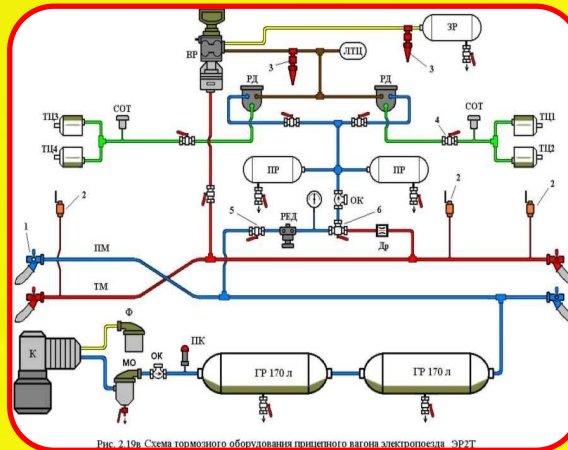 ЗР
ВР
3
ЛТЦ
3
РД
РД
ТЦ3
СОТ
4
СОТ
ТЦ1
ТЦ4
ТЦ2
ПР
ПР
2
ОК
2
2
5
РЕД
6
1
ПМ
Др
ТМ
Ф
К
МО
ОК
ПК
ГР 170 л
ГР 170 л
Рис. 2.19в Схема тормозного оборудования прицепного вагона электропоезда ЭР2Т